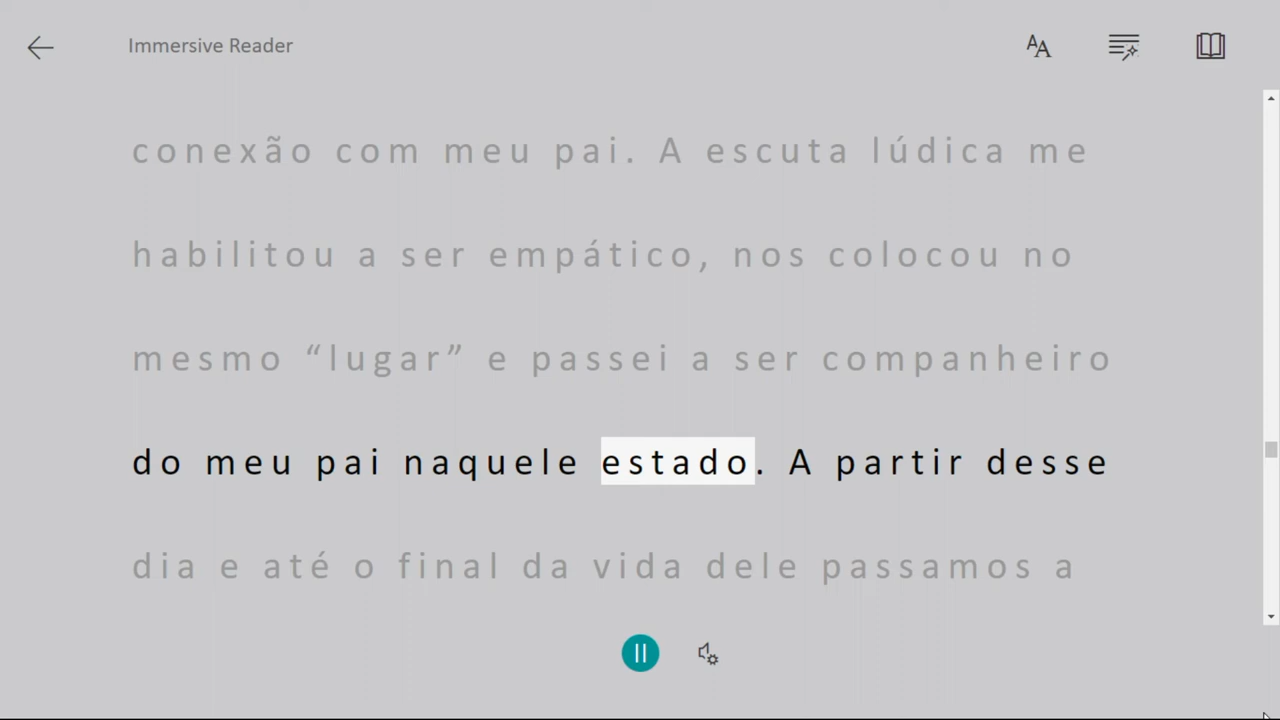 Immersive Reader
conexão com meu pai. A escuta lúdica me
habilitou a ser empático, nos colocou no
mesmo “lugar” e passei a ser companheiro
do meu pai naquele estado. A partir desse
dia e até o final da vida dele passamos a